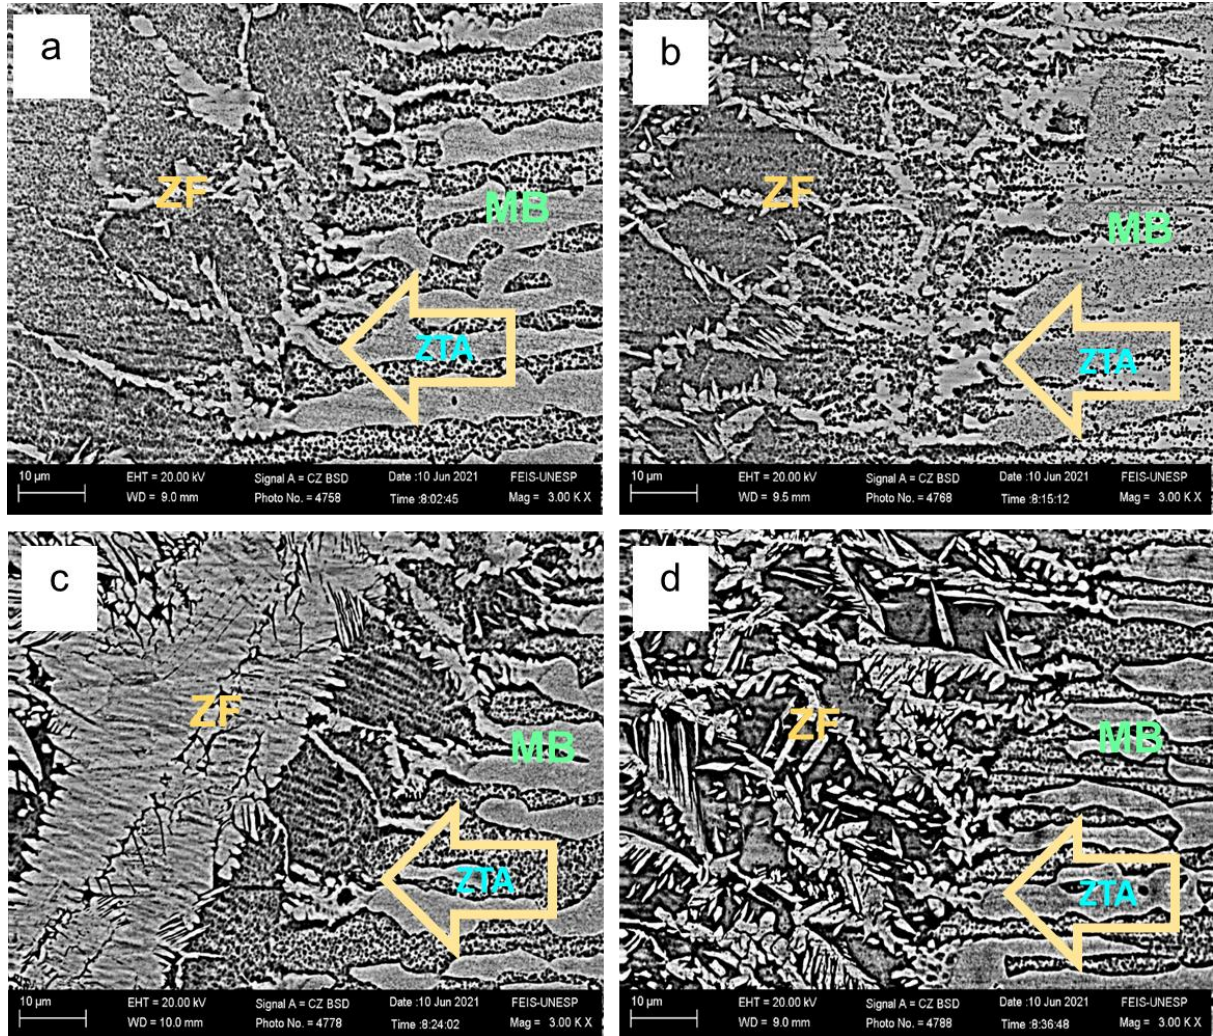 a
ZF
MB
ZTA
10 µm
EHT = 20.00 kV
Signal A = CZ BSD
Date :10 Jun 2021
FEIS-UNESP
WD = 9.0 mm
Photo No. = 4758
Time :8:02:45
Mag = 3.00 K X
b
ZF
MB
ZTA
10 µm
EHT = 20.00 kV
Signal A = CZ BSD
Date :10 Jun 2021
FEIS-UNESP
WD = 9.5 mm
Photo No. = 4768
Time :8:15:12
Mag = 3.00 K X
c
ZF
MB
ZTA
10 µm
EHT = 20.00 kV
Signal A = CZ BSD
Date :10 Jun 2021
FEIS-UNESP
WD = 10.0 mm
Photo No. = 4778
Time :8:24:02
Mag = 3.00 K X
d
ZF
MB
ZTA
10 µm
EHT = 20.00 kV
Signal A = CZ BSD
Date :10 Jun 2021
FEIS-UNESP
WD = 9.0 mm
Photo No. = 4788
Time :8:36:48
Mag = 3.00 K X